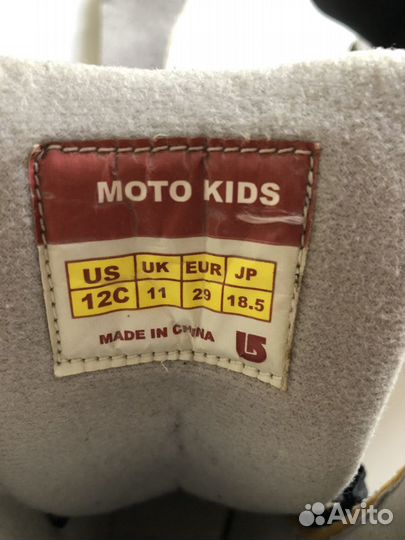 MOTO KIDS
US UK EUR JP
12C 11 29 18.5
MADE IN CHINA
Avito